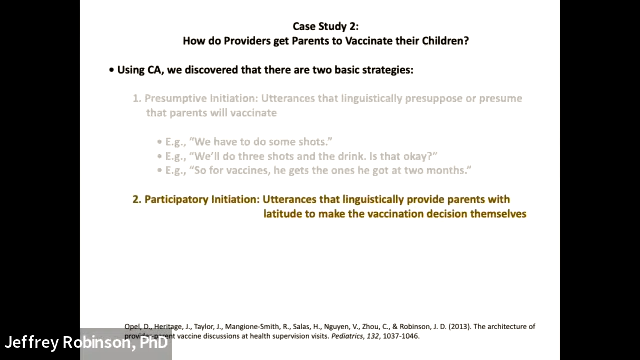 Case Study 2:
How do Providers get Parents to Vaccinate their Children?
• Using CA, we discovered that there are two basic strategies:
1. Presumptive Initiation: Utterances that linguistically presuppose or presume
that parents will vaccinate
• E.g., “We have to do some shots.”
• E.g., “We’ll do three shots and the drink. Is that okay?”
• E.g., “So for vaccines, he gets the ones he got at two months.”
2. Participatory Initiation: Utterances that linguistically provide parents with
latitude to make the vaccination decision themselves
Opel, D., Heritage, J., Taylor, J., Mangione-Smith, R., Salas, H., Nguyen, V., Zhou, C., & Robinson, J. D. (2013). The architecture of
provider-parent vaccine discussions at health supervision visits. Pediatrics, 132, 1037-1046.
Jeffrey Robinson, PhD